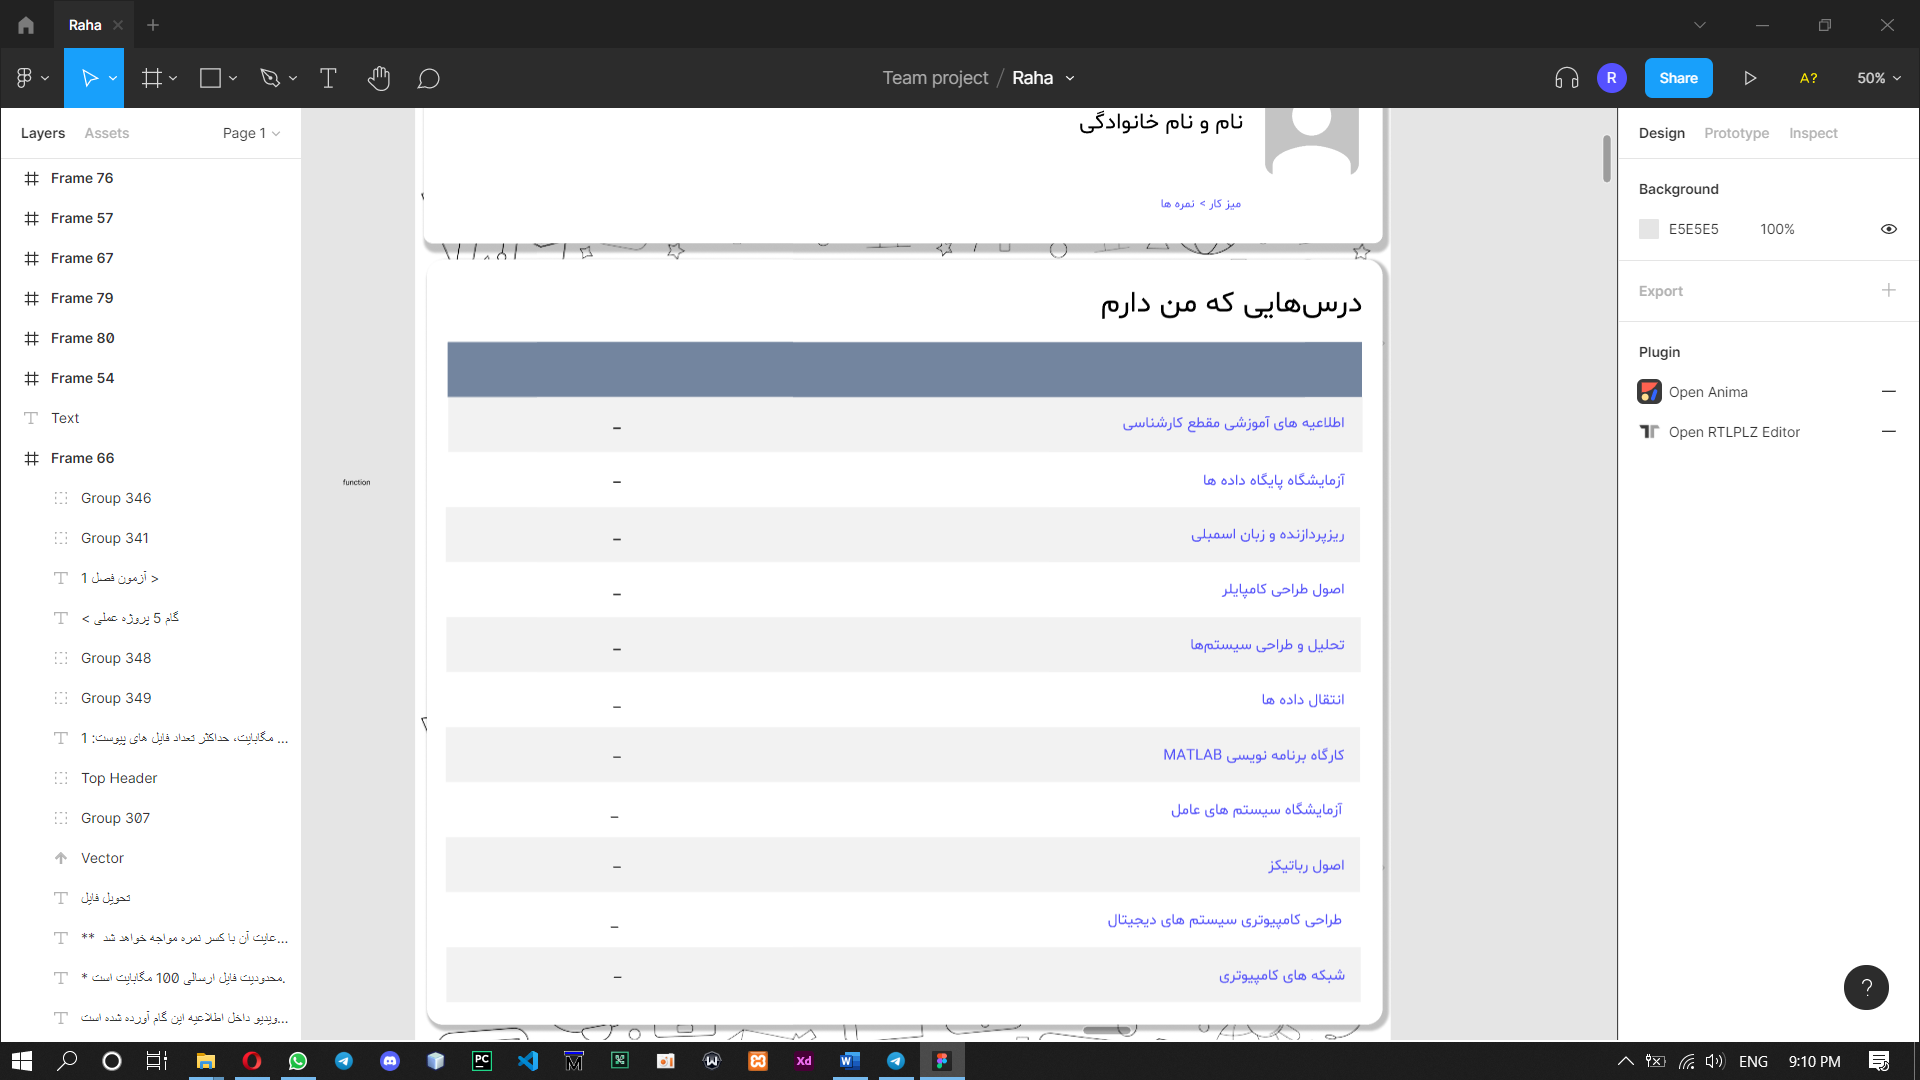 Raha
Team project / Raha
R
Share
A?
50%
Layers
Assets
Page 1
Frame 76
Frame 57
Frame 67
Frame 79
Frame 80
Frame 54
Text
Frame 66
Group 346
Group 341
آزمون فصل 1 >
گام 5 پروژه عملی >
Group 348
Group 349
مگابایت، حداکثر تعداد فایل های پیوست: 1 ...
Top Header
Group 307
Vector
تحویل فایل
** عایت آن با کسر نمره مواجه خواهد شد...
* محدودیت فایل ارسالی 100 مگابایت است.
ویدیو داخل اطلاعیه این گام آورده شده است...
function
نام و نام خانوادگی
میز کار > نمره ها
درس‌هایی که من دارم
اطلاعیه های آموزشی مقطع کارشناسی -
آزمایشگاه پایگاه داده ها -
ریزپردازنده و زبان اسمبلی -
اصول طراحی کامپایلر -
تحلیل و طراحی سیستم‌ها -
انتقال داده ها -
کارگاه برنامه نویسی MATLAB -
آزمایشگاه سیستم های عامل -
اصول رباتیکز -
طراحی کامپیوتری سیستم های دیجیتال -
شبکه های کامپیوتری -
Design
Prototype
Inspect
Background
E5E5E5 100%
Export
Plugin
Open Anima
Open RTLPLZ Editor
?
PC
M
Xd
W
ENG
9:10 PM